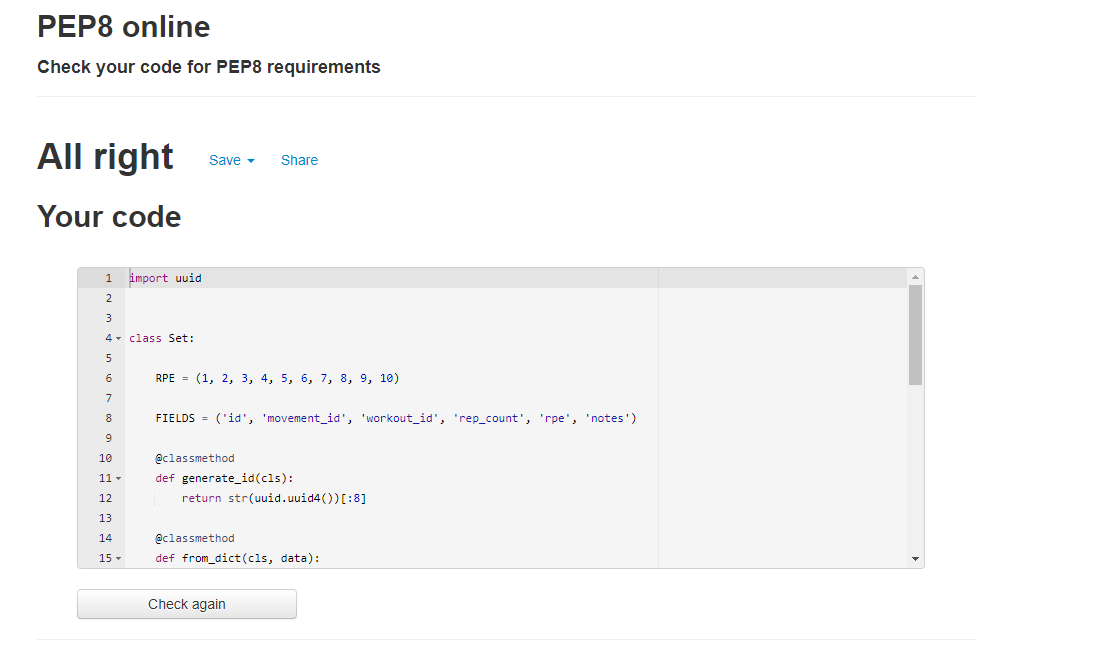 PEP8 online
Check your code for PEP8 requirements
All right Save Share
Your code
1 import uuid
2
3
4 class Set:
5
6 RPE = (1, 2, 3, 4, 5, 6, 7, 8, 9, 10)
7
8 FIELDS = ('id', 'movement_id', 'workout_id', 'rep_count', 'rpe', 'notes')
9
10 @classmethod
11 def generate_id(cls):
12 return str(uuid.uuid4())[:8]
13
14 @classmethod
15 def from_dict(cls, data):
Check again